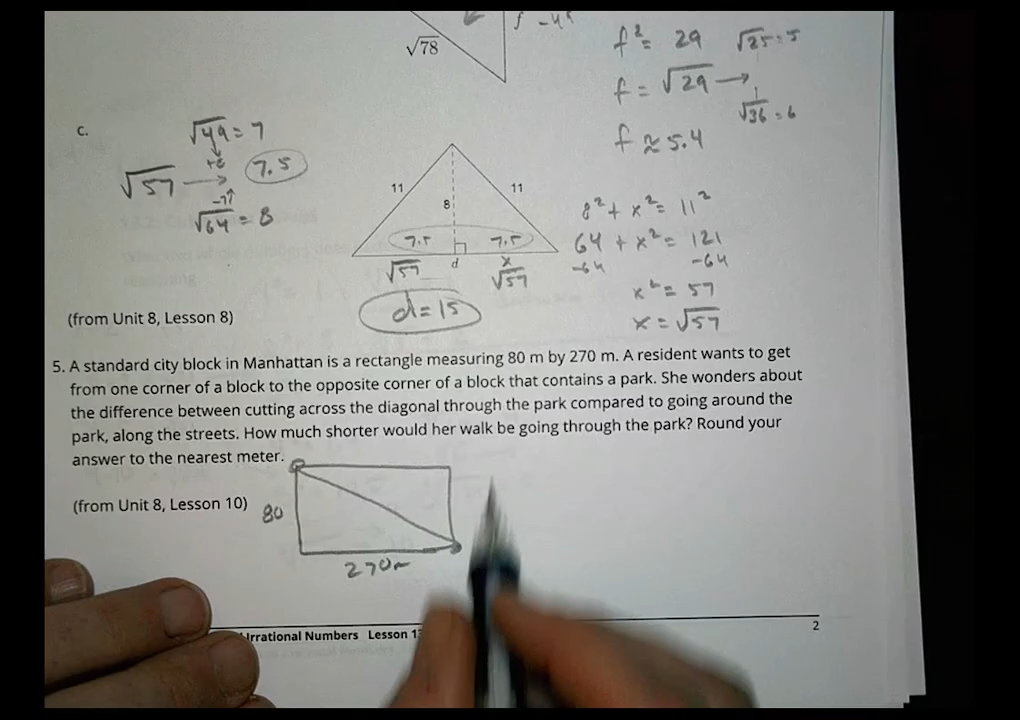 √78
f² = 29 √25 = 5
f = √29 →
√36 = 6
f ≈ 5.4
c.
√49 = 7
+8
√57 → 7.5
-7
√64 = 8
11
11
8
7.5
7.5
√57
d
x
√57
d = 15
8² + x² = 11²
64 + x² = 121
-64 -64
x² = 57
x = √57
(from Unit 8, Lesson 8)
5. A standard city block in Manhattan is a rectangle measuring 80 m by 270 m. A resident wants to get
from one corner of a block to the opposite corner of a block that contains a park. She wonders about
the difference between cutting across the diagonal through the park compared to going around the
park, along the streets. How much shorter would her walk be going through the park? Round your
answer to the nearest meter.
(from Unit 8, Lesson 10)
80
270m
Irrational Numbers Lesson
2